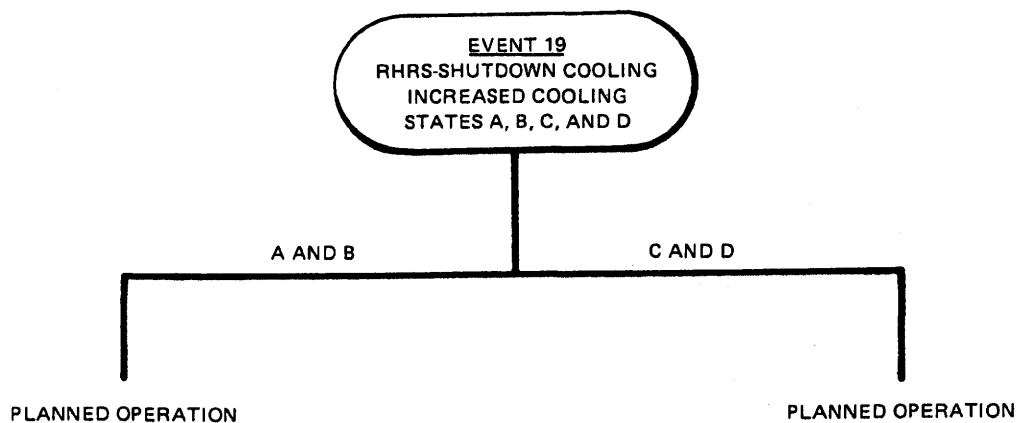 EVENT 19
RHRS-SHUTDOWN COOLING
INCREASED COOLING
STATES A, B, C, AND D
A AND B
C AND D
PLANNED OPERATION
PLANNED OPERATION